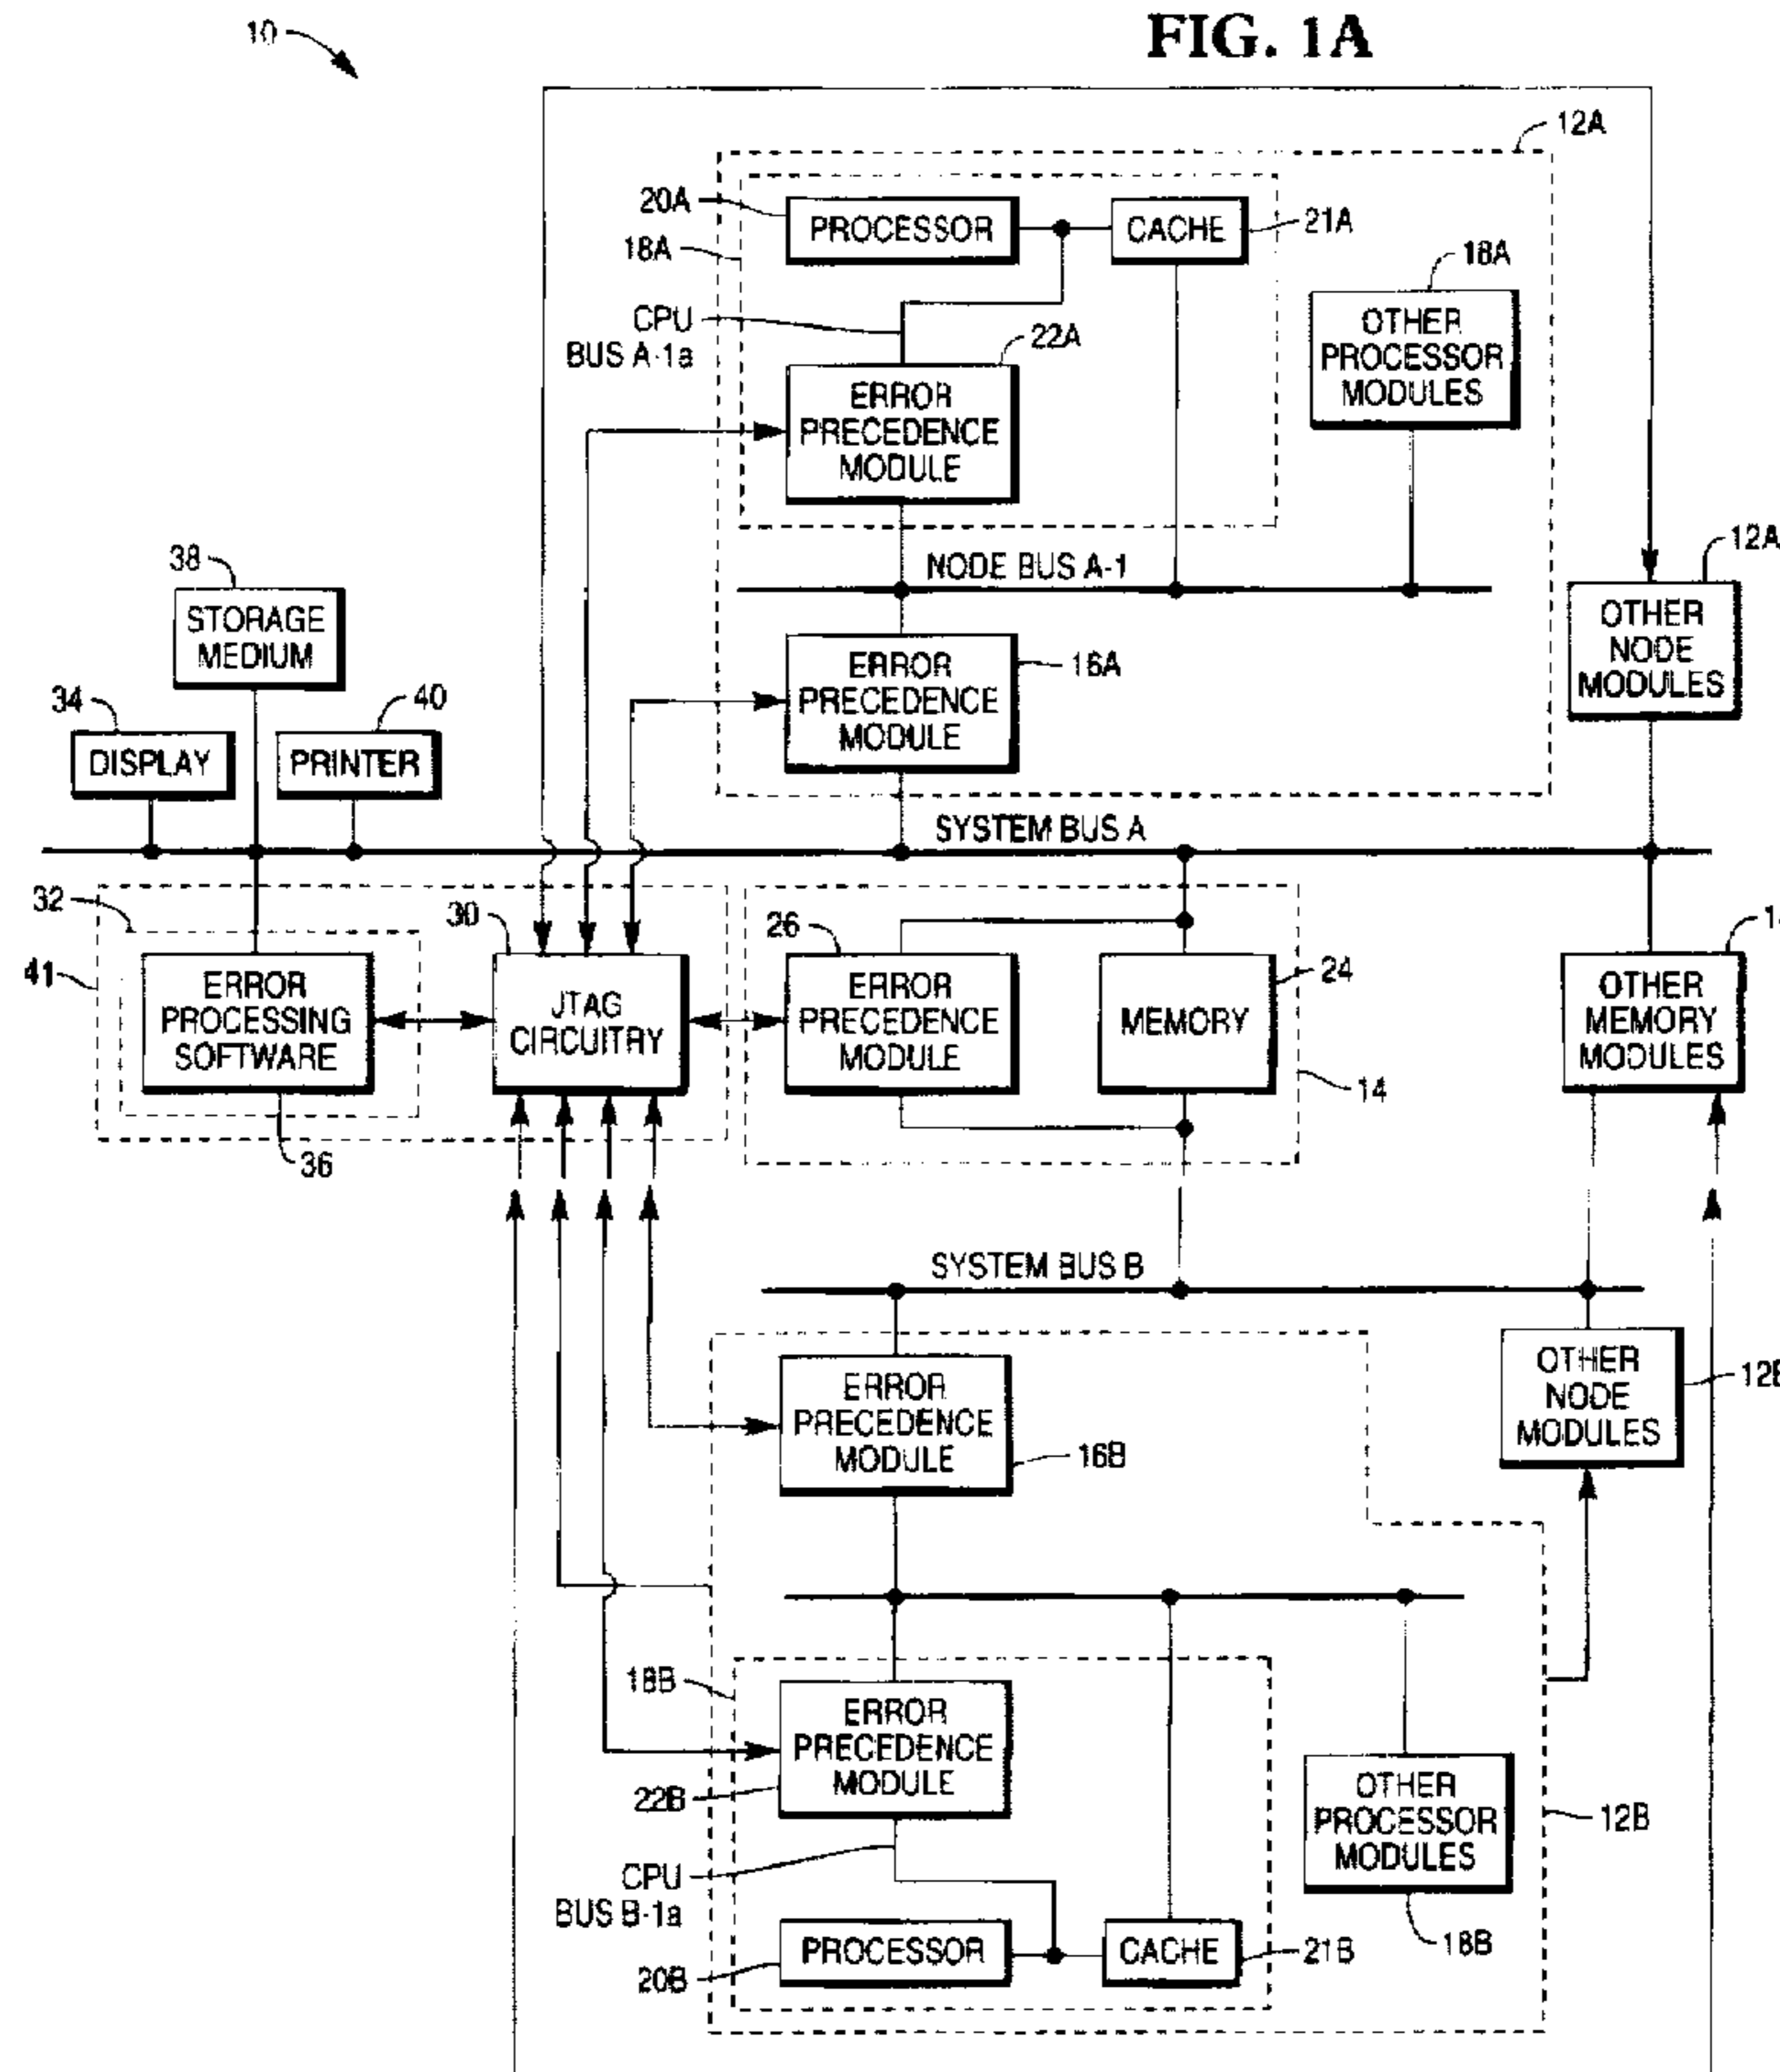 FIG. 1A
10
12A
20A
PROCESSOR
CACHE
21A
18A
18A
CPU
BUS A-1a
22A
OTHER
PROCESSOR
MODULES
ERROR
PRECEDENCE
MODULE
NODE BUS A-1
12A
38
STORAGE
MEDIUM
OTHER
NODE
MODULES
ERROR
PRECEDENCE
MODULE
16A
34
40
DISPLAY
PRINTER
SYSTEM BUS A
32
30
26
41
ERROR
PROCESSING
SOFTWARE
JTAG
CIRCUITRY
ERROR
PRECEDENCE
MODULE
MEMORY
24
OTHER
MEMORY
MODULES
14
36
SYSTEM BUS B
ERROR
PRECEDENCE
MODULE
16B
OTHER
NODE
MODULES
18B
ERROR
PRECEDENCE
MODULE
22B
OTHER
PROCESSOR
MODULES
12B
CPU
BUS B-1a
PROCESSOR
CACHE
21B
18B
20B